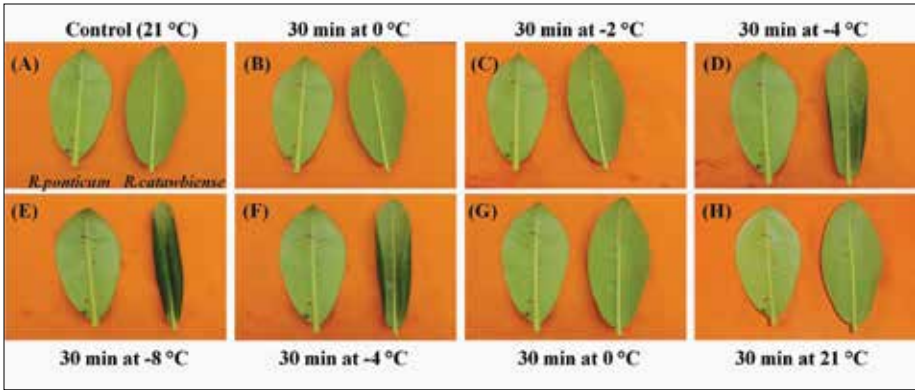 Control (21 °C)
30 min at 0 °C
30 min at -2 °C
30 min at -4 °C
(A)
(B)
(C)
(D)
R.ponticum
R.catawbiense
(E)
(F)
(G)
(H)
30 min at -8 °C
30 min at -4 °C
30 min at 0 °C
30 min at 21 °C